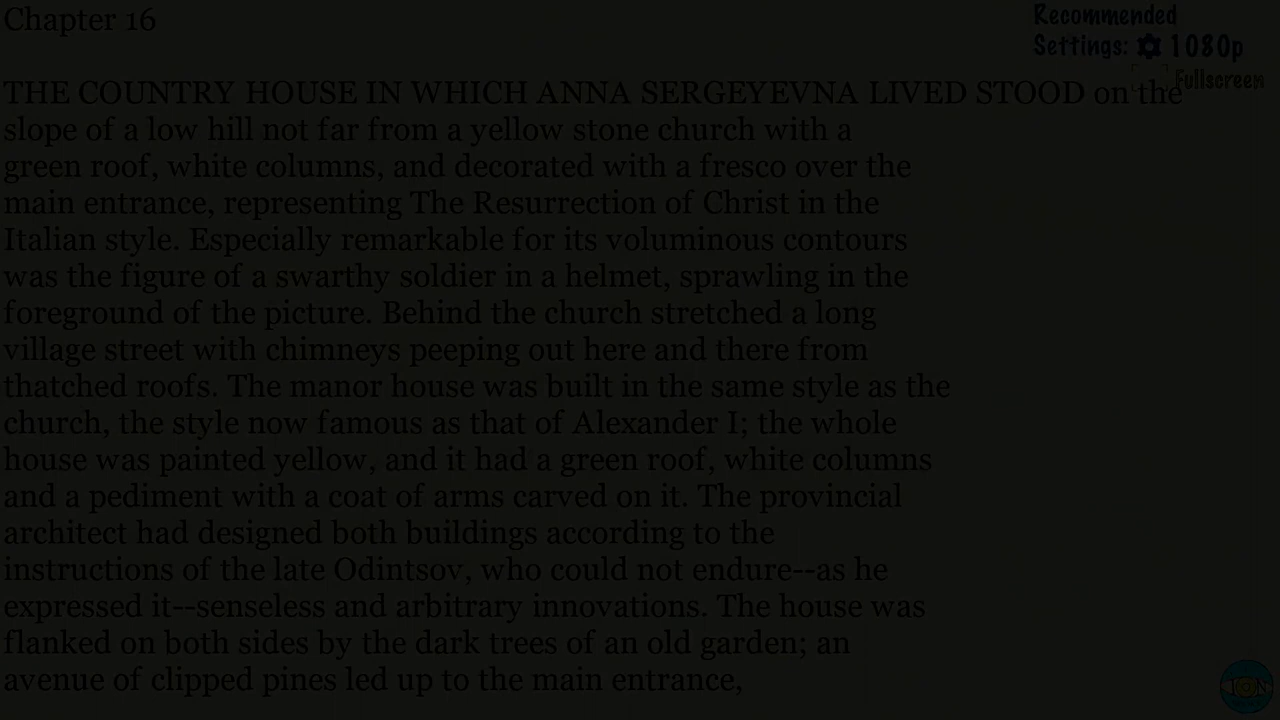 Chapter 16
Recommended
Settings: 1080p
Fullscreen
THE COUNTRY HOUSE IN WHICH ANNA SERGEYEVNA LIVED STOOD on the
slope of a low hill not far from a yellow stone church with a
green roof, white columns, and decorated with a fresco over the
main entrance, representing The Resurrection of Christ in the
Italian style. Especially remarkable for its voluminous contours
was the figure of a swarthy soldier in a helmet, sprawling in the
foreground of the picture. Behind the church stretched a long
village street with chimneys peeping out here and there from
thatched roofs. The manor house was built in the same style as the
church, the style now famous as that of Alexander I; the whole
house was painted yellow, and it had a green roof, white columns
and a pediment with a coat of arms carved on it. The provincial
architect had designed both buildings according to the
instructions of the late Odintsov, who could not endure--as he
expressed it--senseless and arbitrary innovations. The house was
flanked on both sides by the dark trees of an old garden; an
avenue of clipped pines led up to the main entrance,